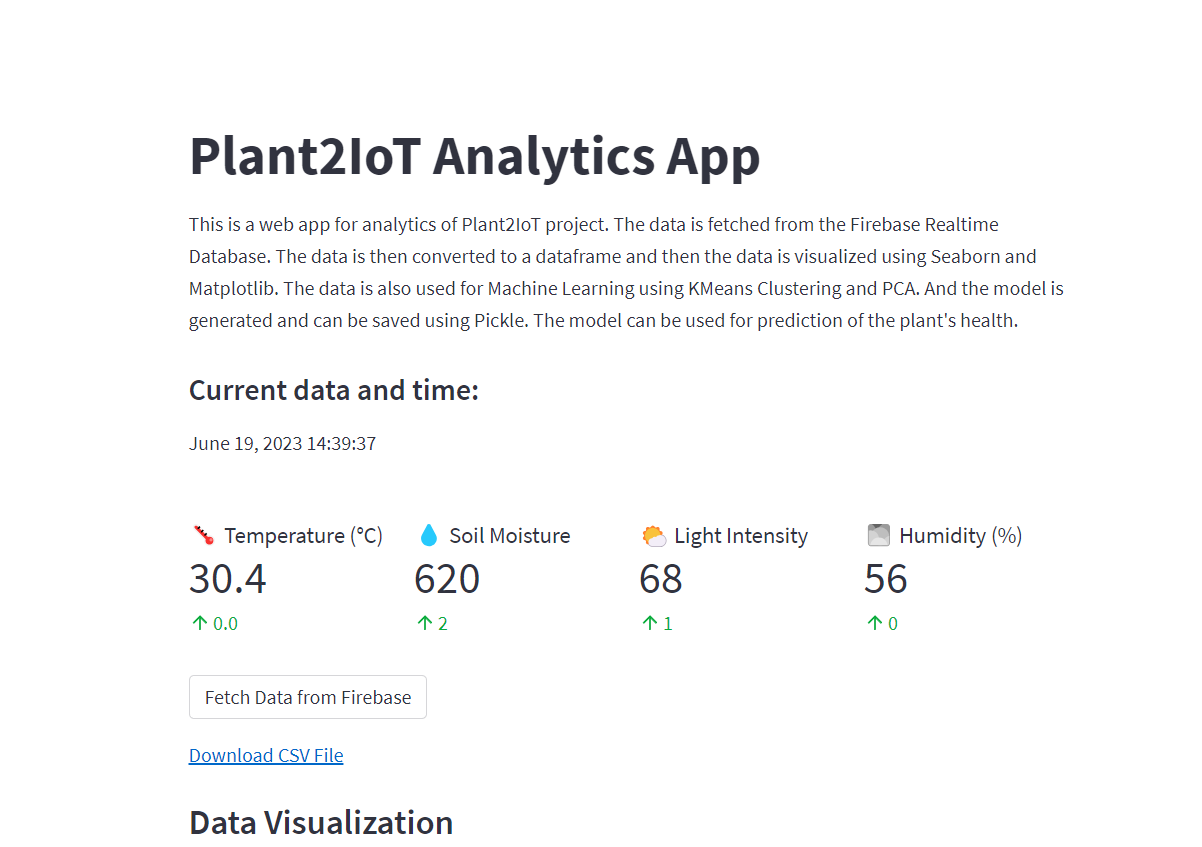 Plant2IoT Analytics App
This is a web app for analytics of Plant2IoT project. The data is fetched from the Firebase Realtime
Database. The data is then converted to a dataframe and then the data is visualized using Seaborn and
Matplotlib. The data is also used for Machine Learning using KMeans Clustering and PCA. And the model is
generated and can be saved using Pickle. The model can be used for prediction of the plant's health.
Current data and time:
June 19, 2023 14:39:37
Temperature (°C) Soil Moisture Light Intensity Humidity (%)
30.4 620 68 56
↑ 0.0 ↑ 2 ↑ 1 ↑ 0
Fetch Data from Firebase
Download CSV File
Data Visualization